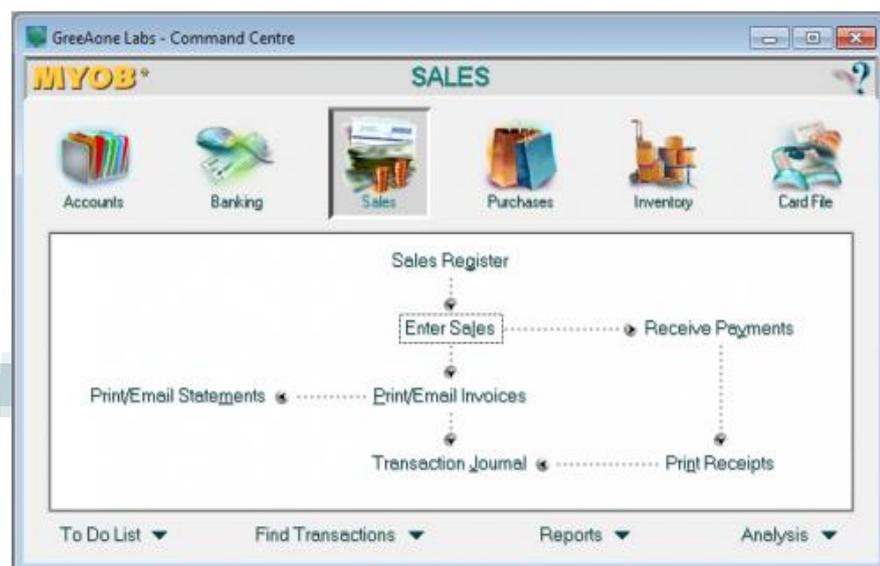 GreeAone Labs - Command Centre
MYOB
SALES
Accounts Banking Sales Purchases Inventory Card File
Sales Register
Enter Sales Receive Payments
Print/Email Statements Print/Email Invoices
Transaction Journal Print Receipts
To Do List Find Transactions Reports Analysis